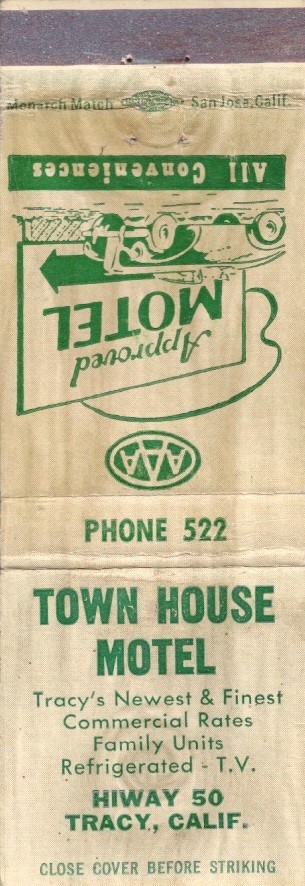 Monarch Match San Jose, Calif.
All Conveniences
Approved
MOTEL
AAA
PHONE 522
TOWN HOUSE
MOTEL
Tracy's Newest & Finest
Commercial Rates
Family Units
Refrigerated - T.V.
HIWAY 50
TRACY, CALIF.
CLOSE COVER BEFORE STRIKING